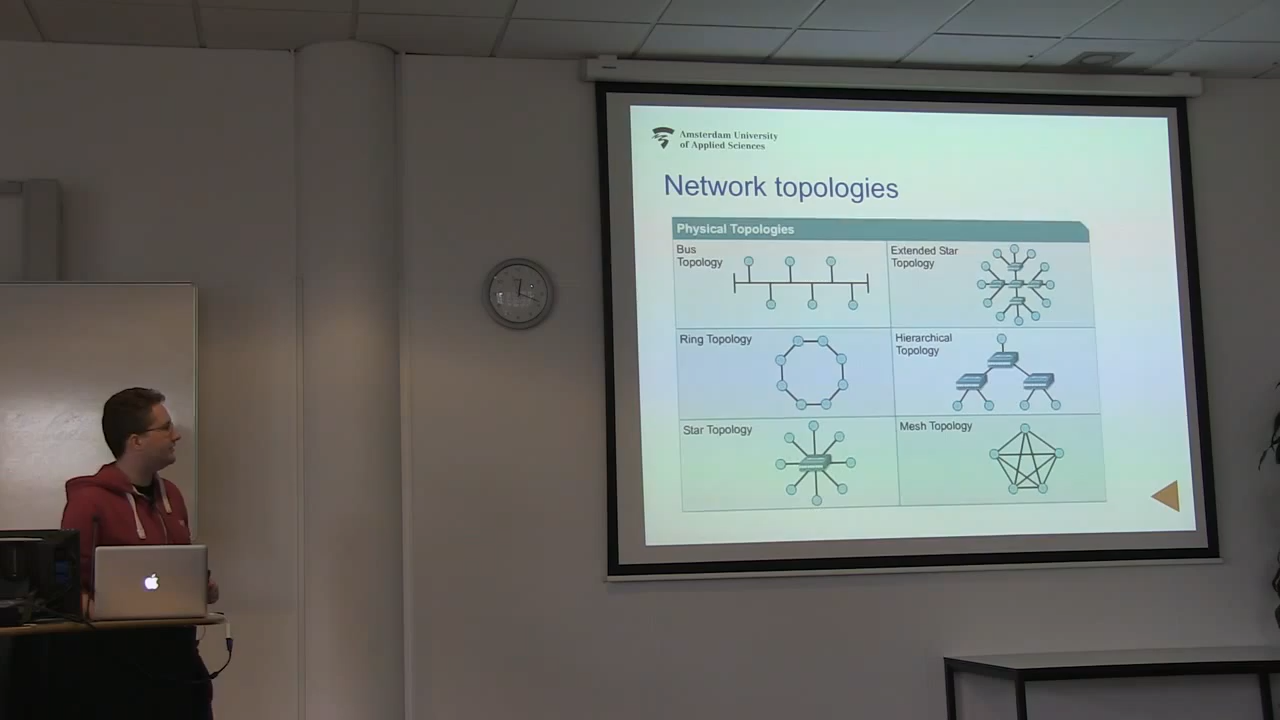 Amsterdam University
of Applied Sciences
Network topologies
Physical Topologies
Bus
Topology
Extended Star
Topology
Ring Topology
Hierarchical
Topology
Star Topology
Mesh Topology